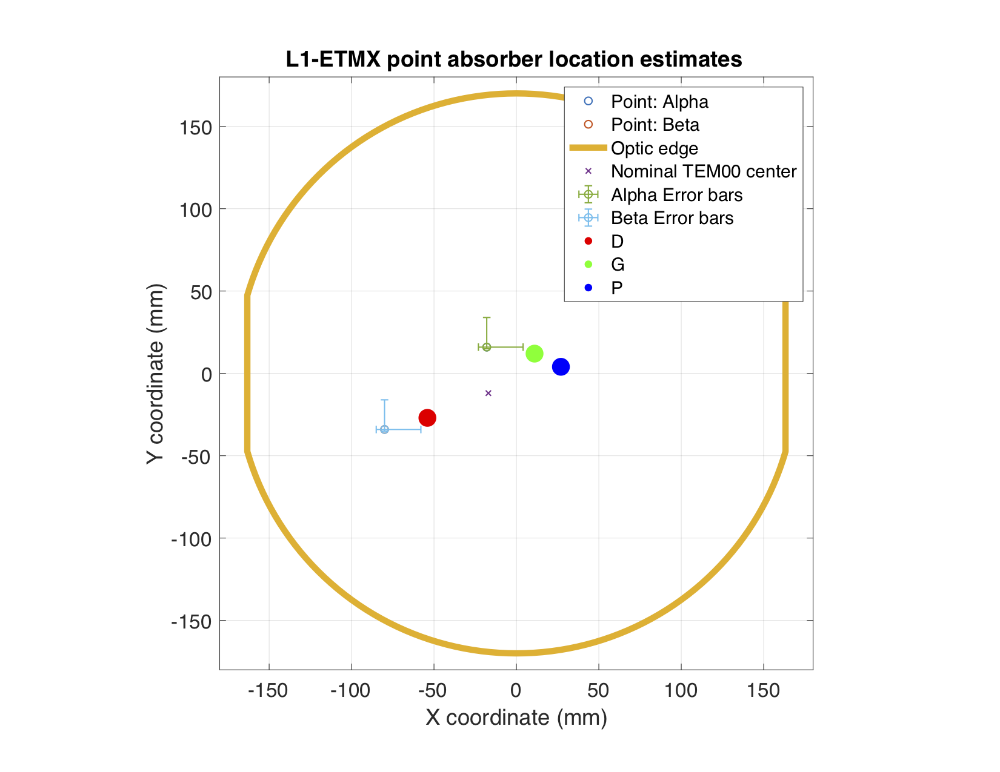 L1-ETMX point absorber location estimates
Point: Alpha
Point: Beta
Optic edge
Nominal TEM00 center
Alpha Error bars
Beta Error bars
D
G
P
150
100
50
0
-50
-100
-150
Y coordinate (mm)
-150 -100 -50 0 50 100 150
X coordinate (mm)